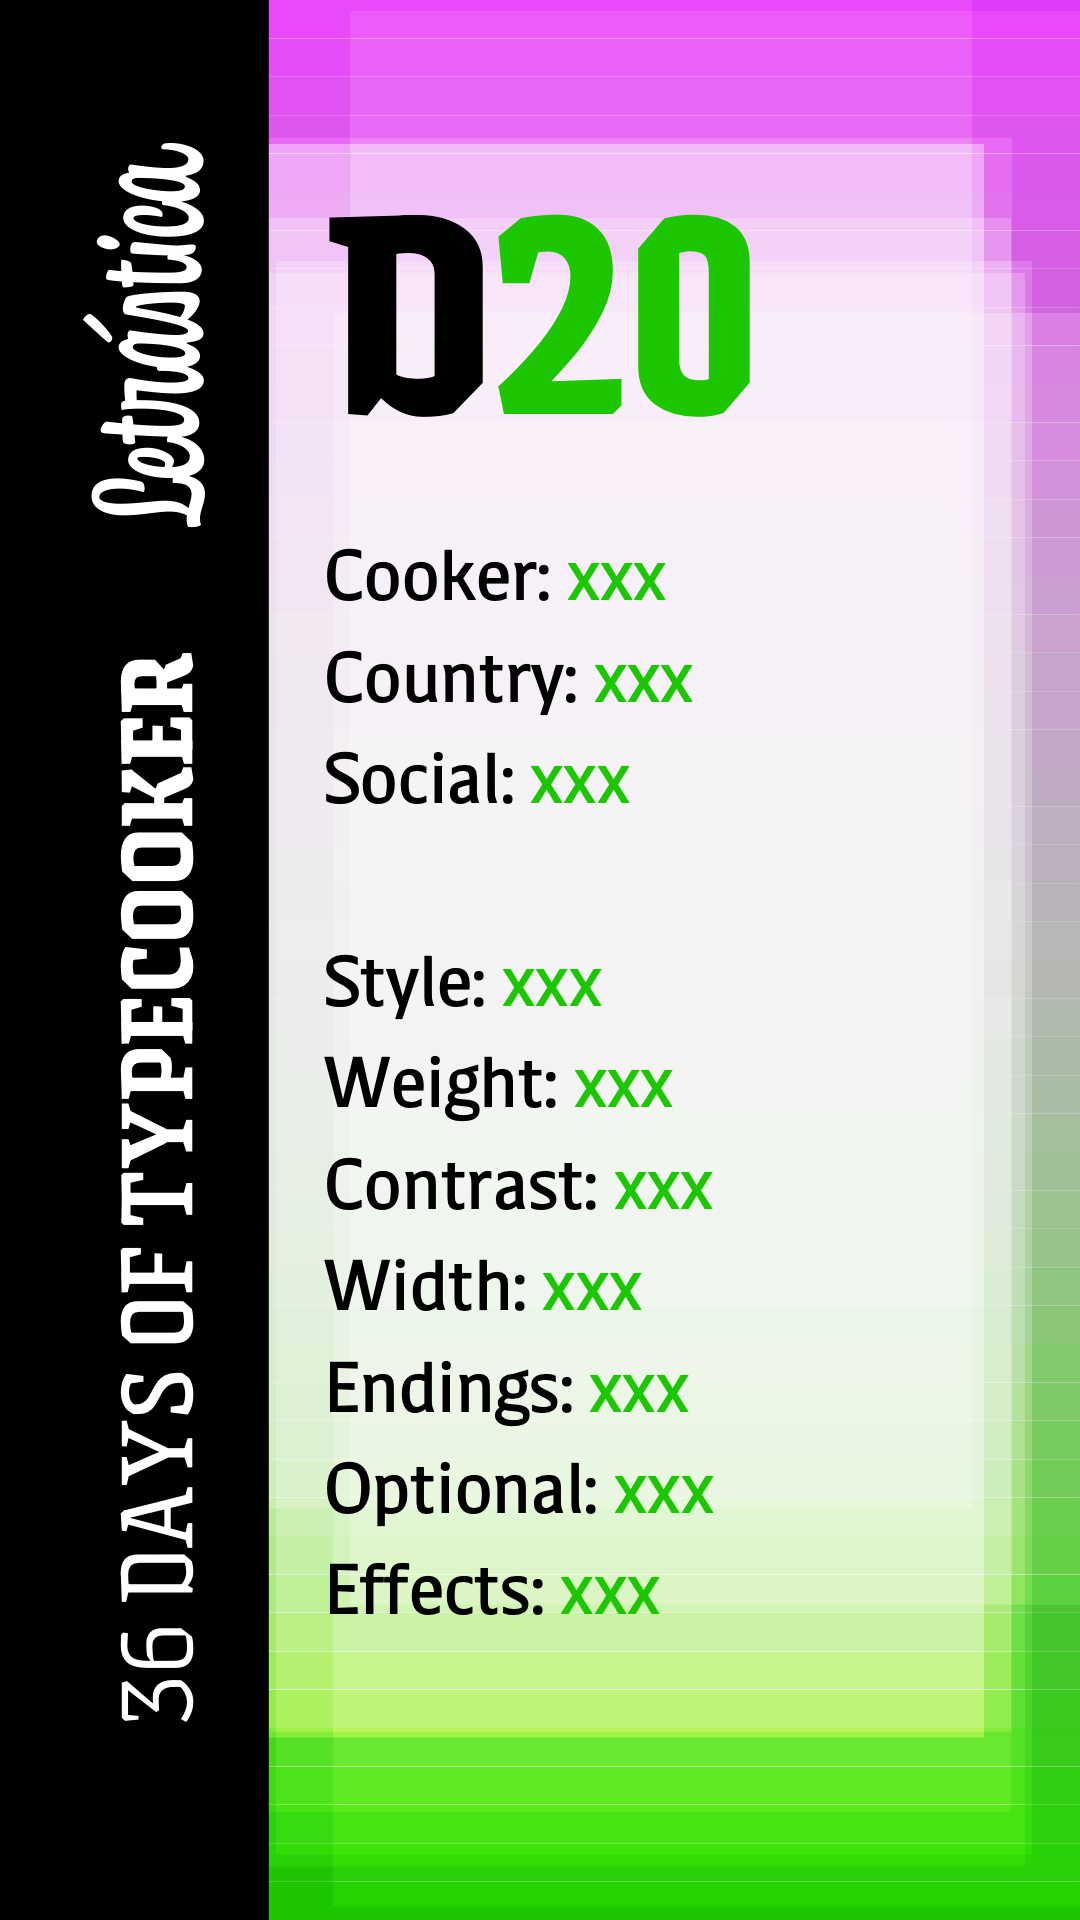 Letrástica
36 DAYS OF TYPECOOKER
D20
Cooker: xxx
Country: xxx
Social: xxx
Style: xxx
Weight: xxx
Contrast: xxx
Width: xxx
Endings: xxx
Optional: xxx
Effects: xxx